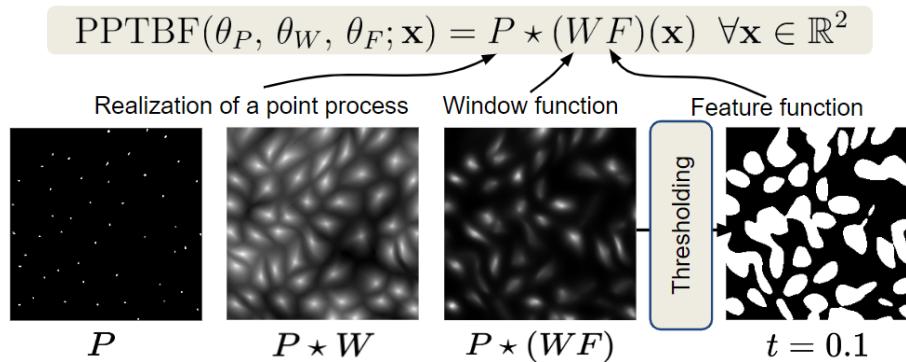 PPTBF(θ_P, θ_W, θ_F; 𝐱) = P ⋆ (WF)(𝐱) ∀𝐱 ∈ ℝ²
Realization of a point process Window function Feature function
Thresholding
P P ⋆ W P ⋆ (WF) t = 0.1